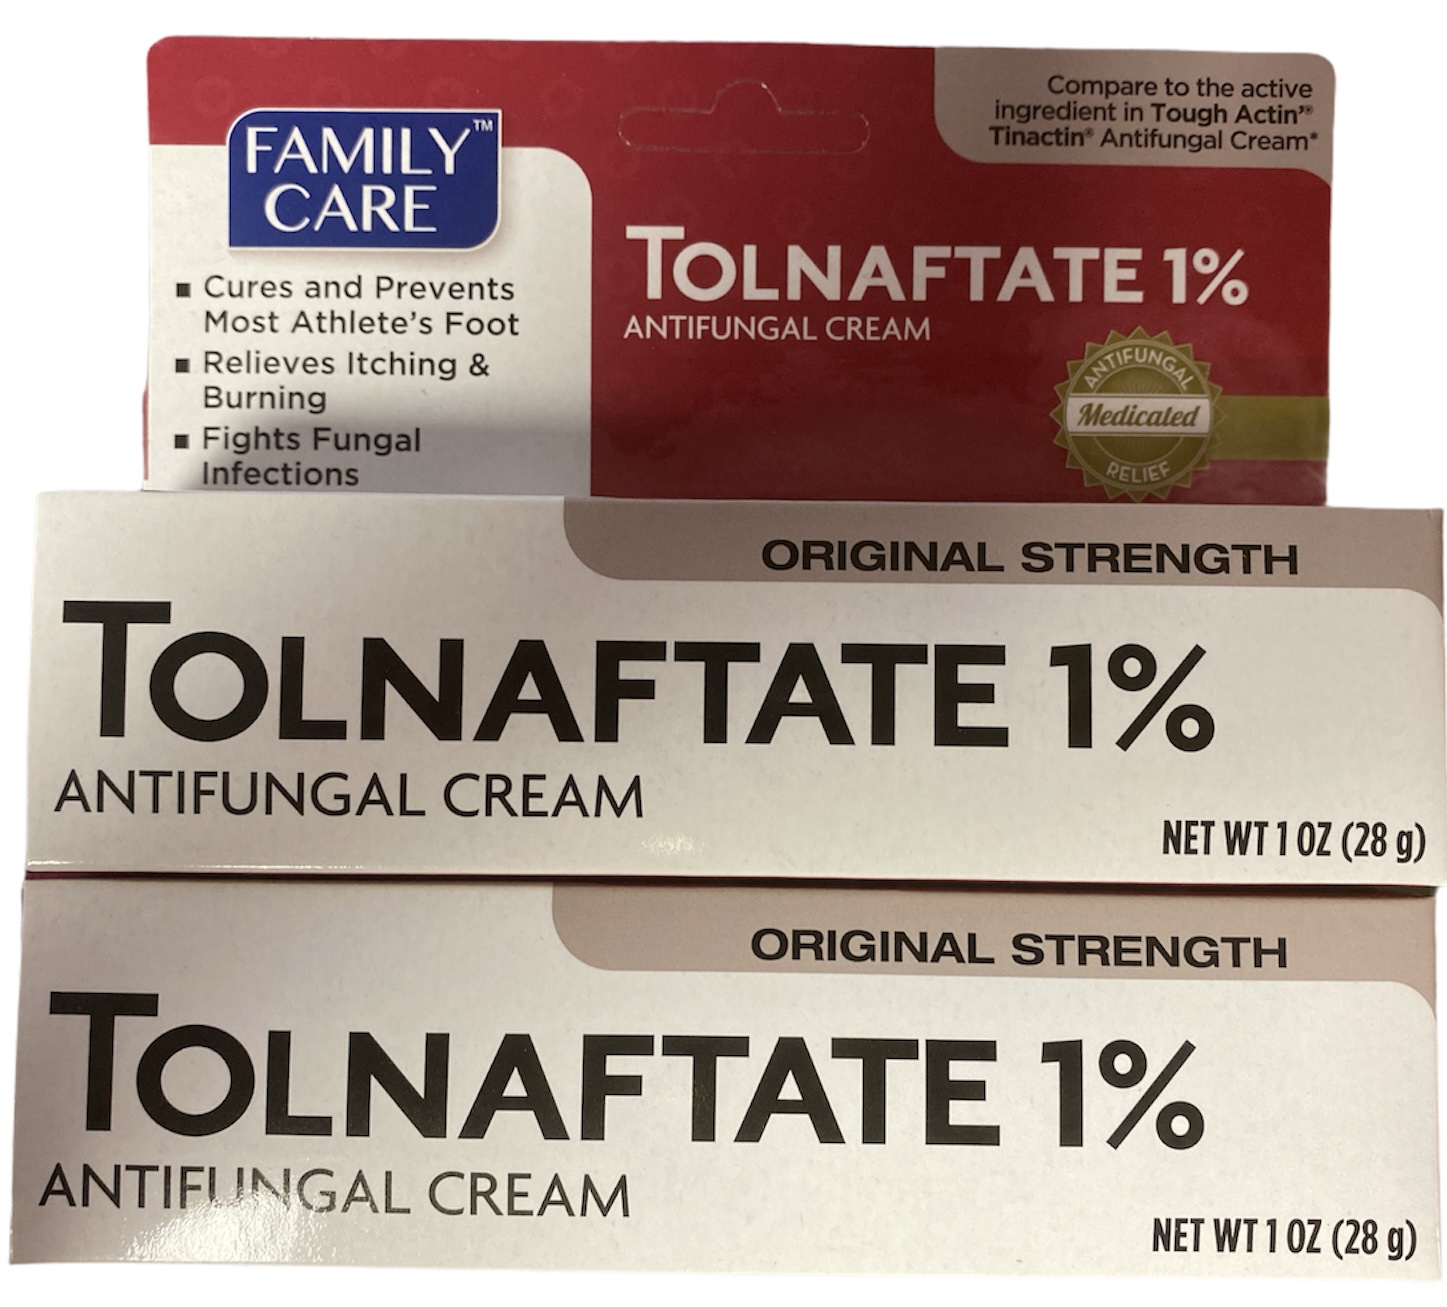 FAMILY™
CARE
▪ Cures and Prevents
Most Athlete's Foot
▪ Relieves Itching &
Burning
▪ Fights Fungal
Infections
Compare to the active
ingredient in Tough Actin'®
Tinactin® Antifungal Cream*
TOLNAFTATE 1%
ANTIFUNGAL CREAM
ANTIFUNGAL
Medicated
RELIEF
ORIGINAL STRENGTH
TOLNAFTATE 1%
ANTIFUNGAL CREAM
NET WT 1 OZ (28 g)
ORIGINAL STRENGTH
TOLNAFTATE 1%
ANTIFUNGAL CREAM
NET WT 1 OZ (28 g)